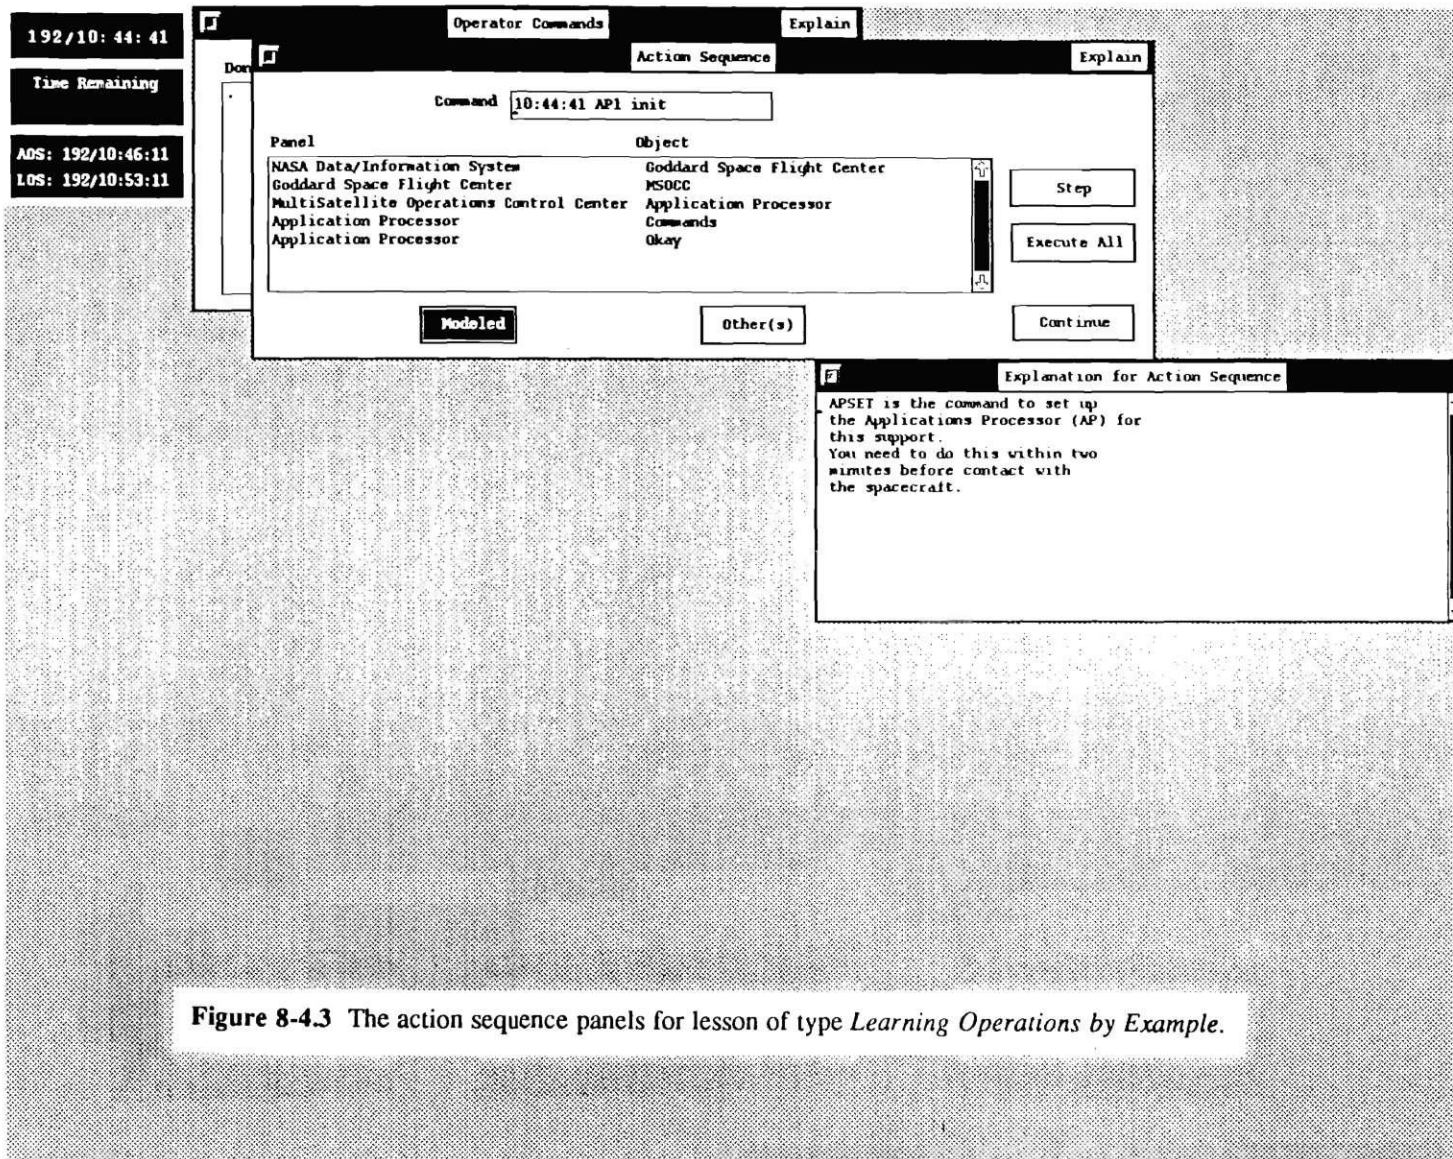 192/10:44:41
Time Remaining
AOS: 192/10:46:11
LOS: 192/10:53:11
Operator Commands
Explain
Action Sequence
Explain
Command 10:44:41 AP1 init
Panel Object
NASA Data/Information System Goddard Space Flight Center
Goddard Space Flight Center MSOCC
MultiSatellite Operations Control Center Application Processor
Application Processor Commands
Application Processor Okay
Step
Execute All
Modeled
Other(s)
Continue
Explanation for Action Sequence
APSET is the command to set up
the Applications Processor (AP) for
this support.
You need to do this within two
minutes before contact with
the spacecraft.
Figure 8-4.3 The action sequence panels for lesson of type Learning Operations by Example.